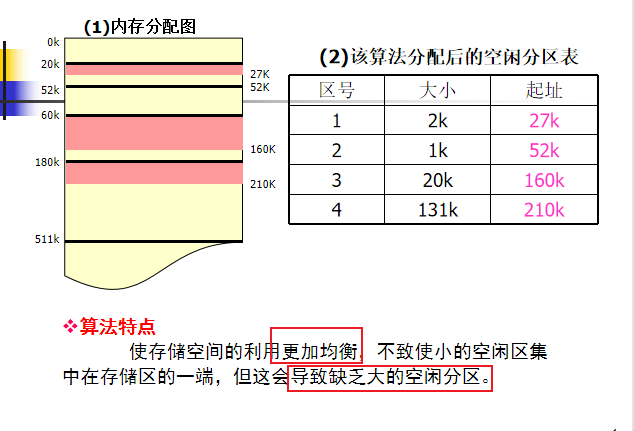 (1)内存分配图
0k
20k
27K
52k
52K
60k
160K
180k
210K
511k
(2)该算法分配后的空闲分区表
区号 大小 起址
1 2k 27k
2 1k 52k
3 20k 160k
4 131k 210k
❖算法特点
使存储空间的利用更加均衡，不致使小的空闲区集
中在存储区的一端，但这会导致缺乏大的空闲分区。